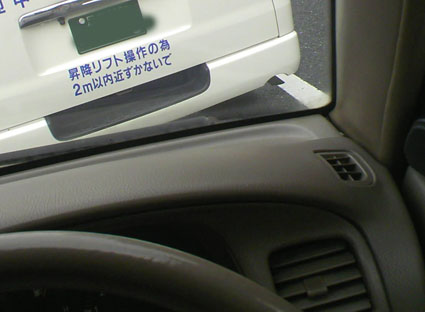 昇降リフト操作の為
2m以内近ずかないで